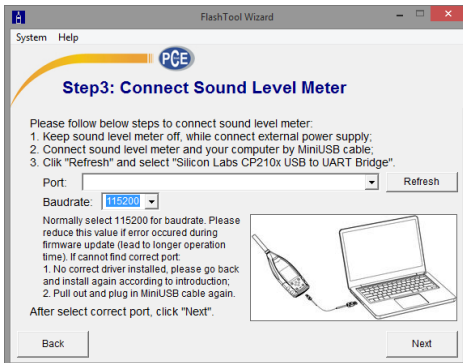 FlashTool Wizard
System Help
PCE
Step3: Connect Sound Level Meter
Please follow below steps to connect sound level meter:
1. Keep sound level meter off, while connect external power supply;
2. Connect sound level meter and your computer by MiniUSB cable;
3. Clik "Refresh" and select "Silicon Labs CP210x USB to UART Bridge".
Port: Refresh
Baudrate: 115200
Normally select 115200 for baudrate. Please
reduce this value if error occured during
firmware update (lead to longer operation
time). If cannot find correct port:
1. No correct driver installed, please go back
and install again according to introduction;
2. Pull out and plug in MiniUSB cable again.
After select correct port, click "Next".
Back Next